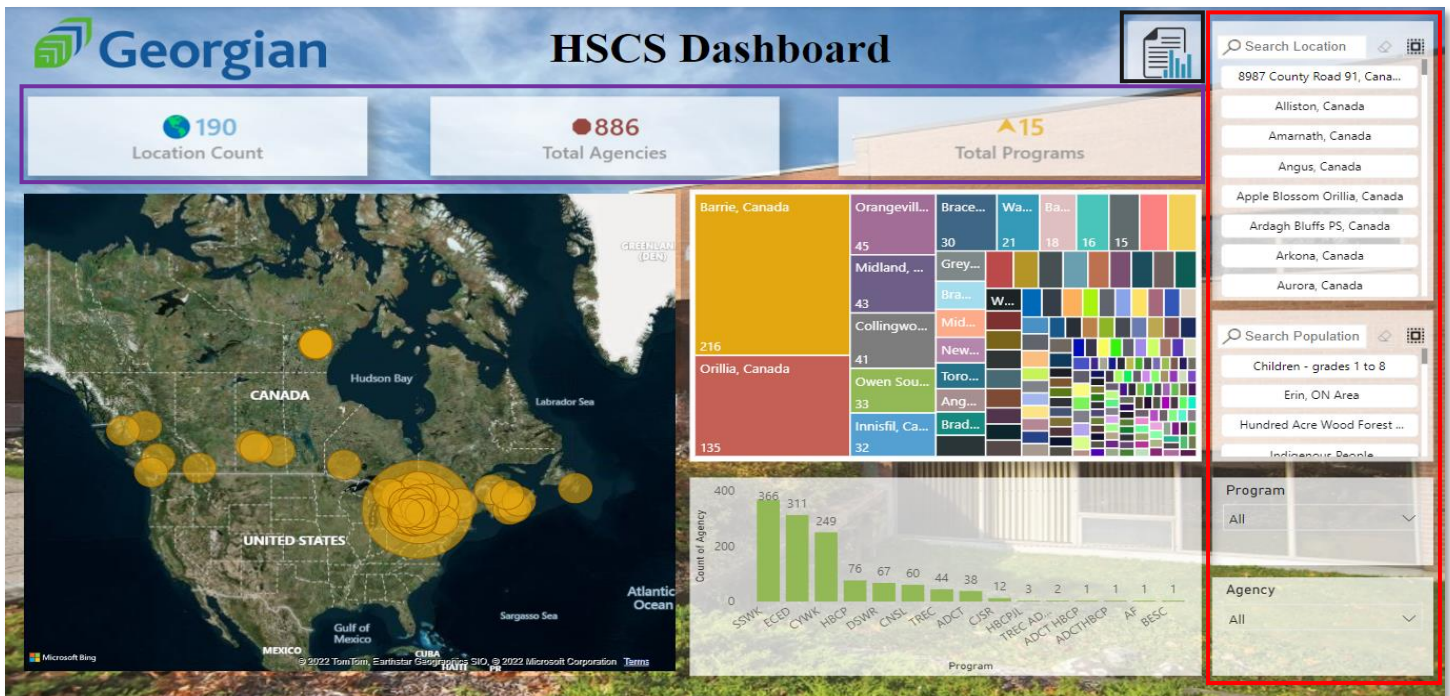 Georgian
HSCS Dashboard
190
Location Count
886
Total Agencies
15
Total Programs
Search Location
8987 County Road 91, Cana...
Alliston, Canada
Amarnath, Canada
Angus, Canada
Apple Blossom Orillia, Canada
Ardagh Bluffs PS, Canada
Arkona, Canada
Aurora, Canada
Search Population
Children - grades 1 to 8
Erin, ON Area
Hundred Acre Wood Forest ...
Indigenous People
Program
All
Agency
All
GREENLAND
(DEN)
CANADA
Hudson Bay
Labrador Sea
UNITED STATES
Atlantic
Ocean
Sargasso Sea
Gulf of
Mexico
MEXICO
CUBA
HAITI
PR
Microsoft Bing
© 2022 TomTom, Earthstar Geographics SIO, © 2022 Microsoft Corporation Terms
Barrie, Canada
216
Orillia, Canada
135
Orangevill...
45
Midland, ...
43
Collingwo...
41
Owen Sou...
33
Innisfil, Ca...
32
Brace...
30
Wa...
21
Ba...
18
16
15
Grey...
Bra...
Mid...
New...
Toro...
Ang...
Brad...
W...
Count of Agency
400
200
0
366
311
249
76
67
60
44
38
12
3
2
1
1
1
1
SSWK
ECED
CYWK
HBCP
DSWR
CNSL
TREC
ADCT
CJSR
HBCP/L
TREC AD...
ADCT HBCP
ADCTHBCP
AF
BESC
Program